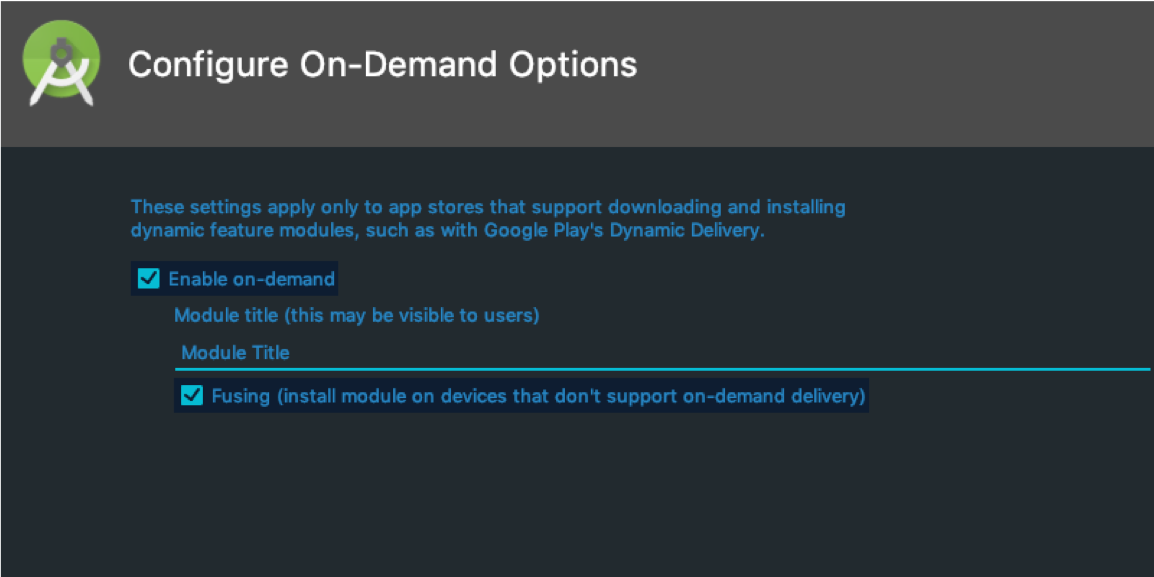 Configure On-Demand Options
These settings apply only to app stores that support downloading and installing
dynamic feature modules, such as with Google Play's Dynamic Delivery.
Enable on-demand
Module title (this may be visible to users)
Module Title
Fusing (install module on devices that don't support on-demand delivery)